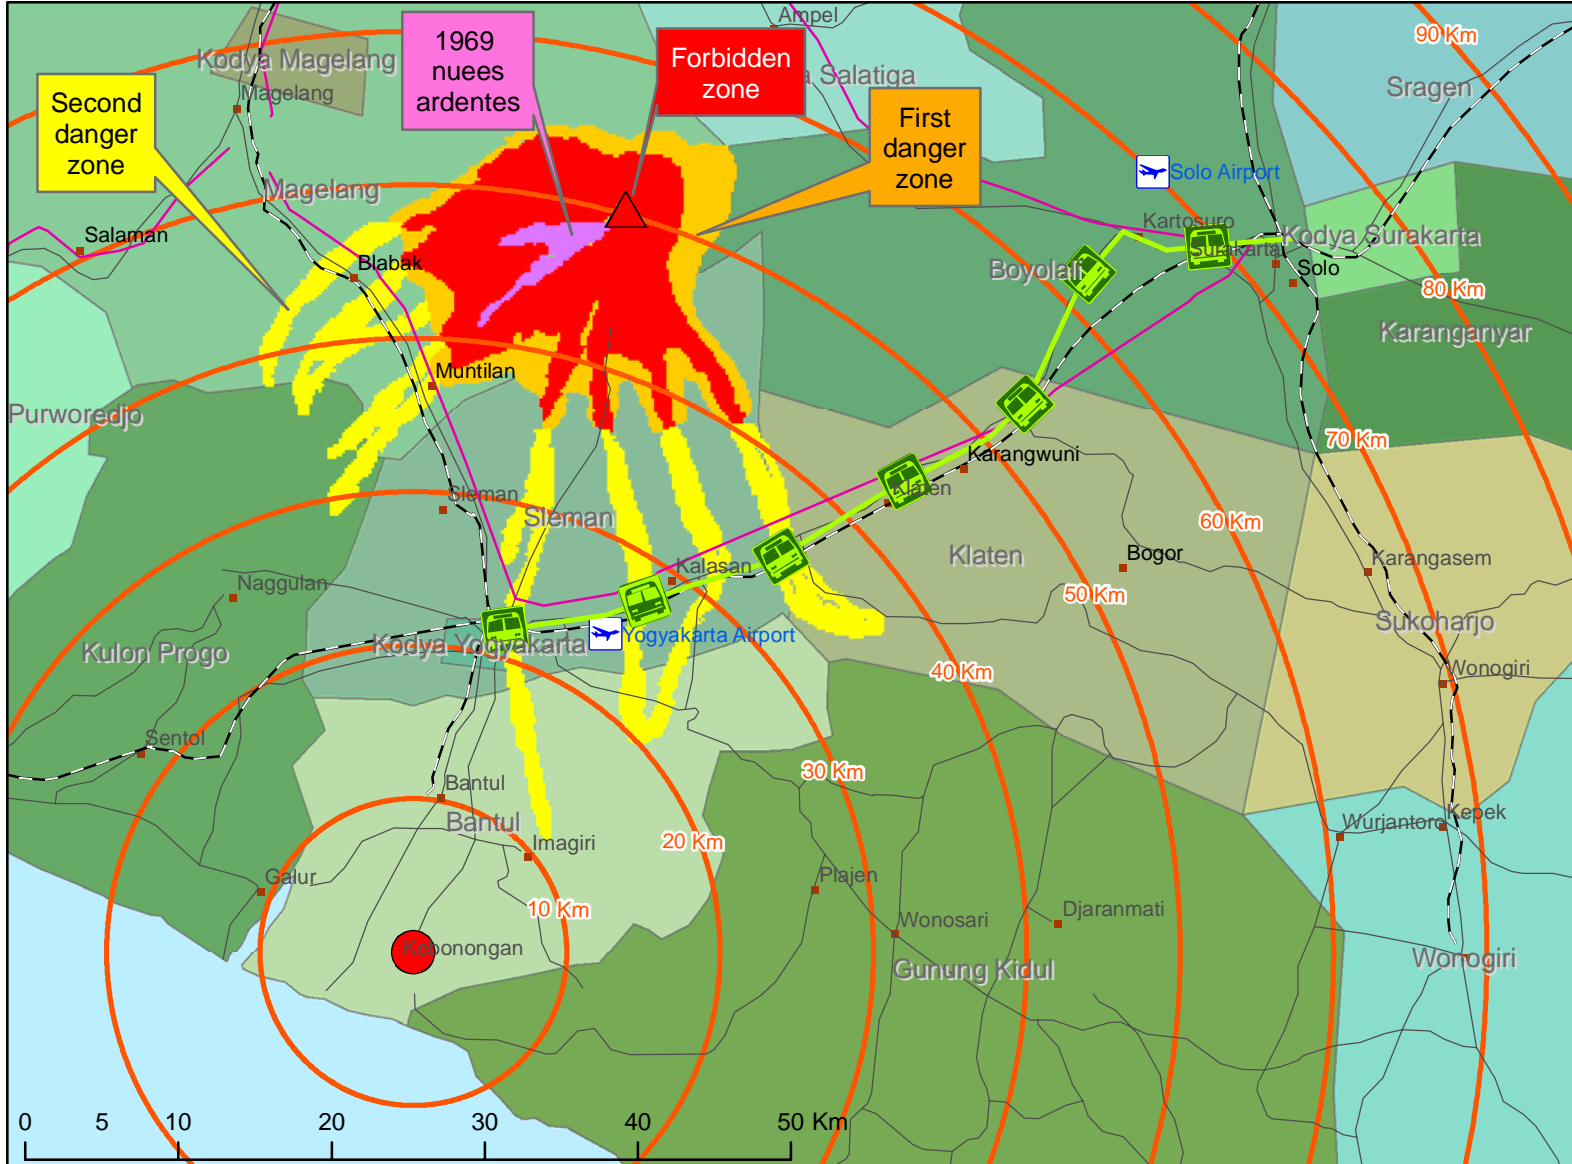 Ampel
90 Km
1969
nuees
ardentes
Forbidden
zone
Kodya Magelang
a Salatiga
Sragen
Magelang
Second
danger
zone
First
danger
zone
Solo Airport
Magelang
Kartosuro
Salaman
Kodya Surakarta
Surakarta
Blabak
Boyolali
Solo
80 Km
Karanganyar
Muntilan
Purworedjo
70 Km
Karangwuni
Klaten
Sleman
Sleman
60 Km
Klaten
Bogor
Karangasem
Kalasan
Naggulan
50 Km
Sukoharjo
Yogyakarta Airport
Kodya Yogyakarta
Kulon Progo
40 Km
Wonogiri
Sentol
30 Km
Bantul
Kepek
Bantul
Wurjantoro
Imagiri
20 Km
Galur
Plajen
10 Km
Djaranmati
Wonosari
Kebonongan
Wonogiri
Gunung Kidul
0 5 10 20 30 40 50 Km